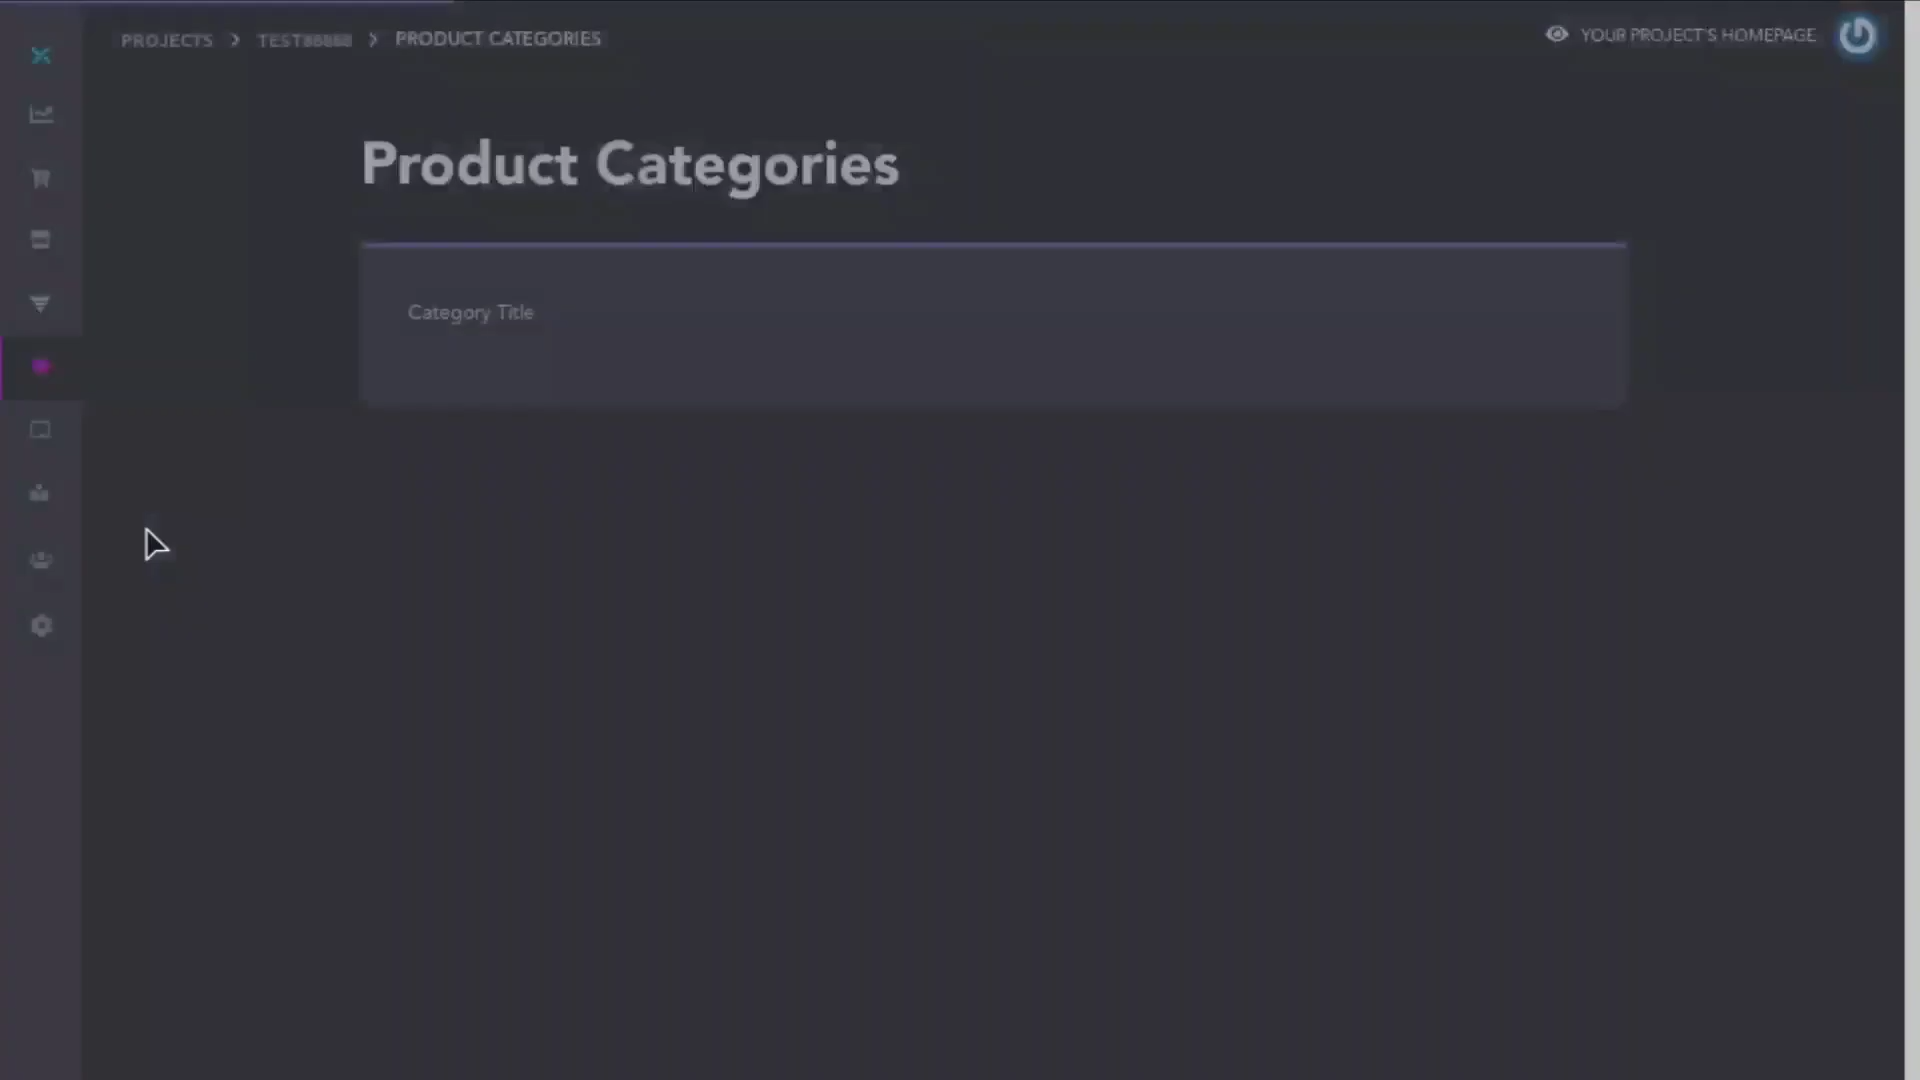 PROJECTS > > PRODUCT CATEGORIES
YOUR PROJECT'S HOMEPAGE
Product Categories
Category Title